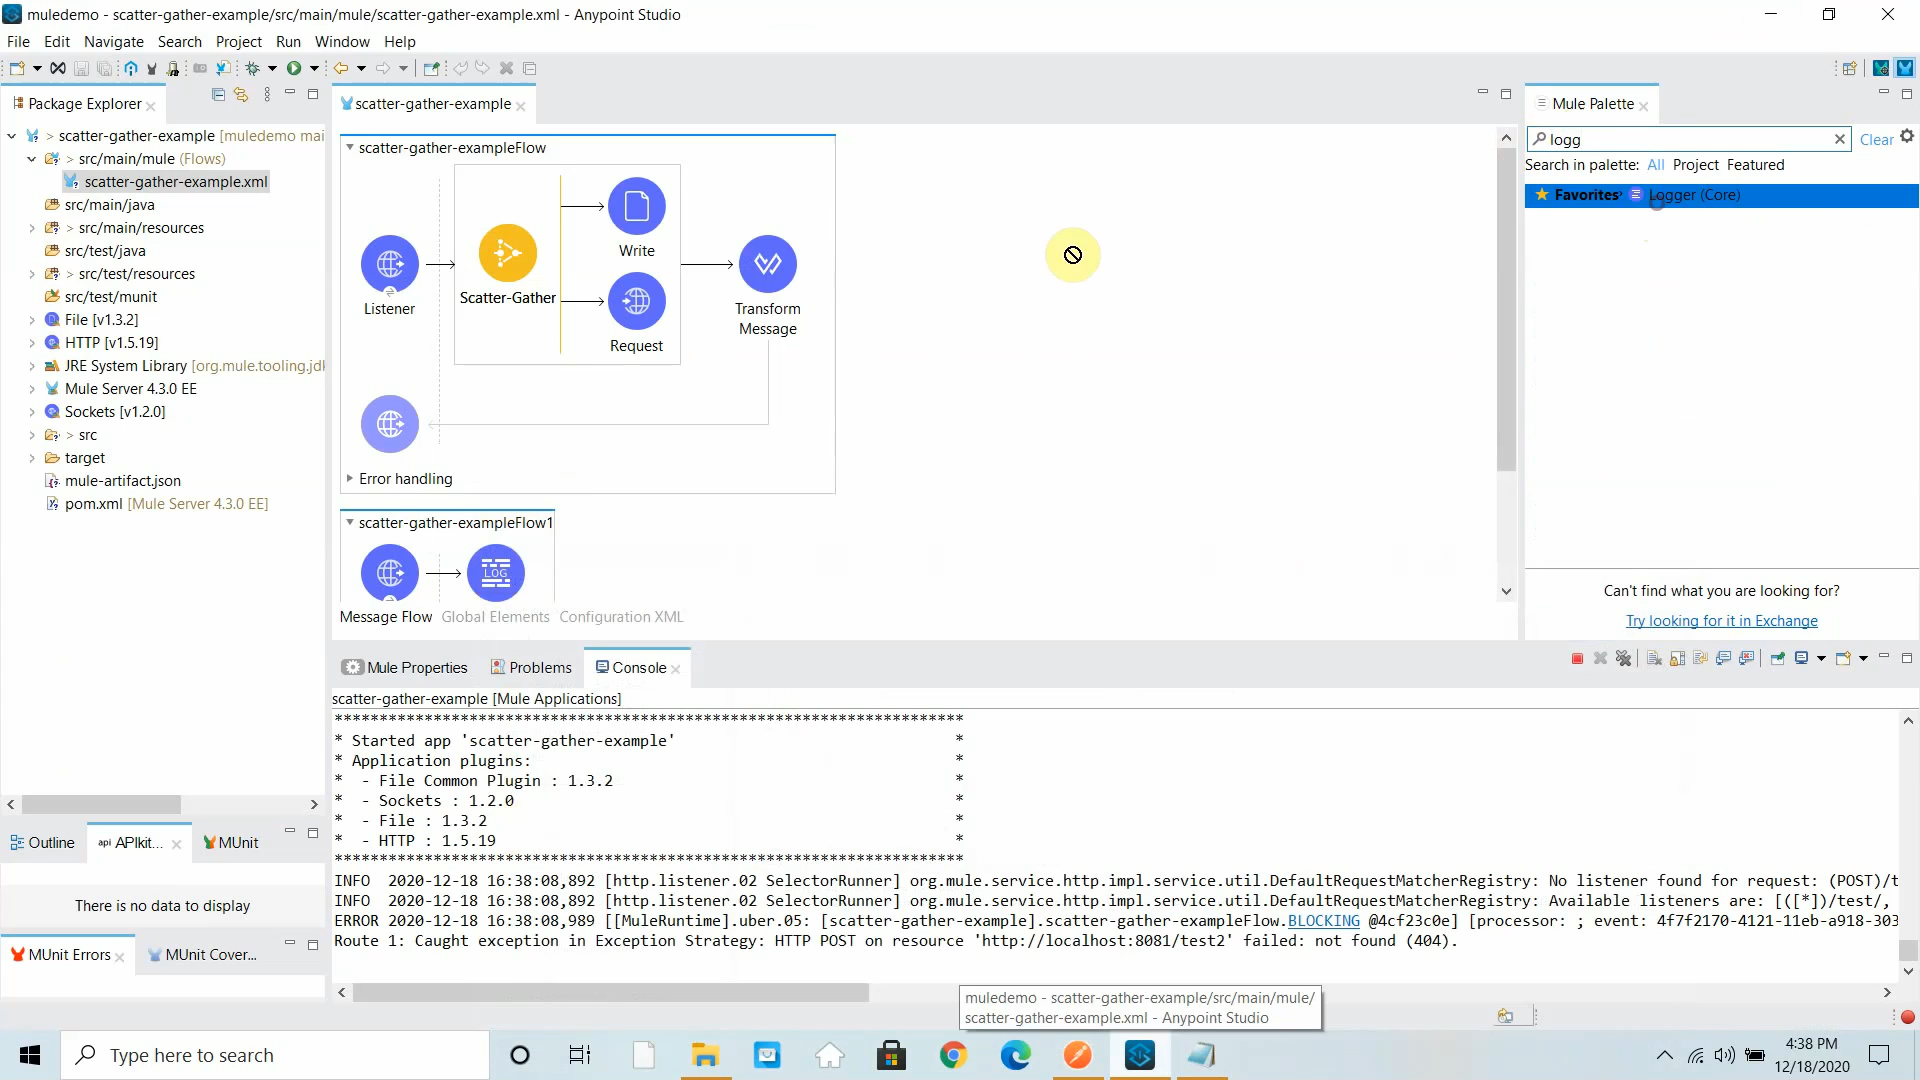 muledemo - scatter-gather-example/src/main/mule/scatter-gather-example.xml - Anypoint Studio
File Edit Navigate Search Project Run Window Help
Package Explorer
scatter-gather-example
Mule Palette
> scatter-gather-example [muledemo mai
> src/main/mule (Flows)
scatter-gather-example.xml
src/main/java
> src/main/resources
src/test/java
> src/test/resources
src/test/munit
File [v1.3.2]
HTTP [v1.5.19]
JRE System Library [org.mule.tooling.jdk
Mule Server 4.3.0 EE
Sockets [v1.2.0]
> src
target
mule-artifact.json
pom.xml [Mule Server 4.3.0 EE]
Outline
api APIkit...
MUnit
There is no data to display
MUnit Errors
MUnit Cover...
scatter-gather-exampleFlow
Listener
Scatter-Gather
Write
Request
Transform
Message
Error handling
scatter-gather-exampleFlow1
LOG
Message Flow Global Elements Configuration XML
logg
Clear
Search in palette: All Project Featured
Favorites Logger (Core)
Can't find what you are looking for?
Try looking for it in Exchange
Mule Properties Problems Console
scatter-gather-example [Mule Applications]
**********************************************************************
* Started app 'scatter-gather-example' *
* Application plugins: *
* - File Common Plugin : 1.3.2 *
* - Sockets : 1.2.0 *
* - File : 1.3.2 *
* - HTTP : 1.5.19 *
**********************************************************************
INFO 2020-12-18 16:38:08,892 [http.listener.02 SelectorRunner] org.mule.service.http.impl.service.util.DefaultRequestMatcherRegistry: No listener found for request: (POST)/t
INFO 2020-12-18 16:38:08,892 [http.listener.02 SelectorRunner] org.mule.service.http.impl.service.util.DefaultRequestMatcherRegistry: Available listeners are: [([*])/test/,
ERROR 2020-12-18 16:38:08,989 [[MuleRuntime].uber.05: [scatter-gather-example].scatter-gather-exampleFlow.BLOCKING @4cf23c0e] [processor: ; event: 4f7f2170-4121-11eb-a918-303
Route 1: Caught exception in Exception Strategy: HTTP POST on resource 'http://localhost:8081/test2' failed: not found (404).
muledemo - scatter-gather-example/src/main/mule/
scatter-gather-example.xml - Anypoint Studio
Type here to search
4:38 PM
12/18/2020